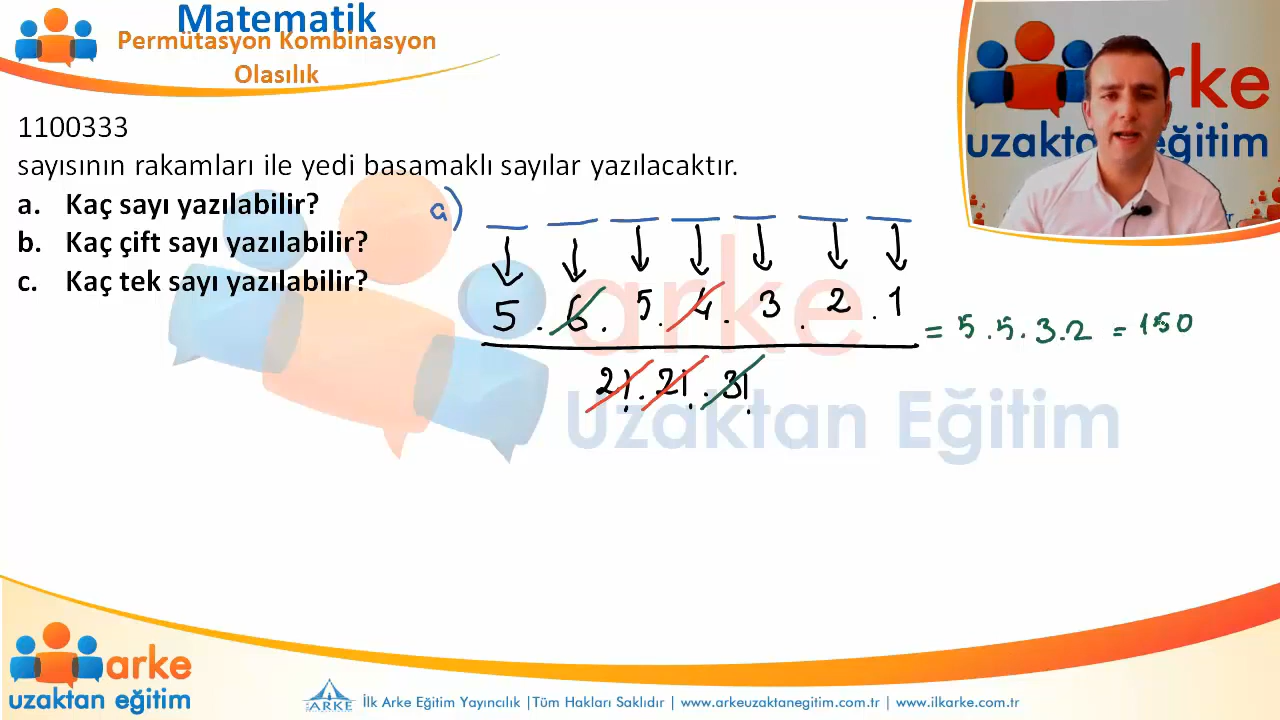 Matematik
Permütasyon Kombinasyon
Olasılık
arke
uzaktan eğitim
1100333
sayısının rakamları ile yedi basamaklı sayılar yazılacaktır.
a. Kaç sayı yazılabilir?
b. Kaç çift sayı yazılabilir?
c. Kaç tek sayı yazılabilir?
a)
5 . 6 . 5 . 4 . 3 . 2 . 1
2! . 2! . 3!
= 5 . 5 . 3 . 2 = 150
arke
Uzaktan Eğitim
arke
uzaktan eğitim
ARKE
İlk Arke Eğitim Yayıncılık |Tüm Hakları Saklıdır | www.arkeuzaktanegitim.com.tr | www.ilkarke.com.tr